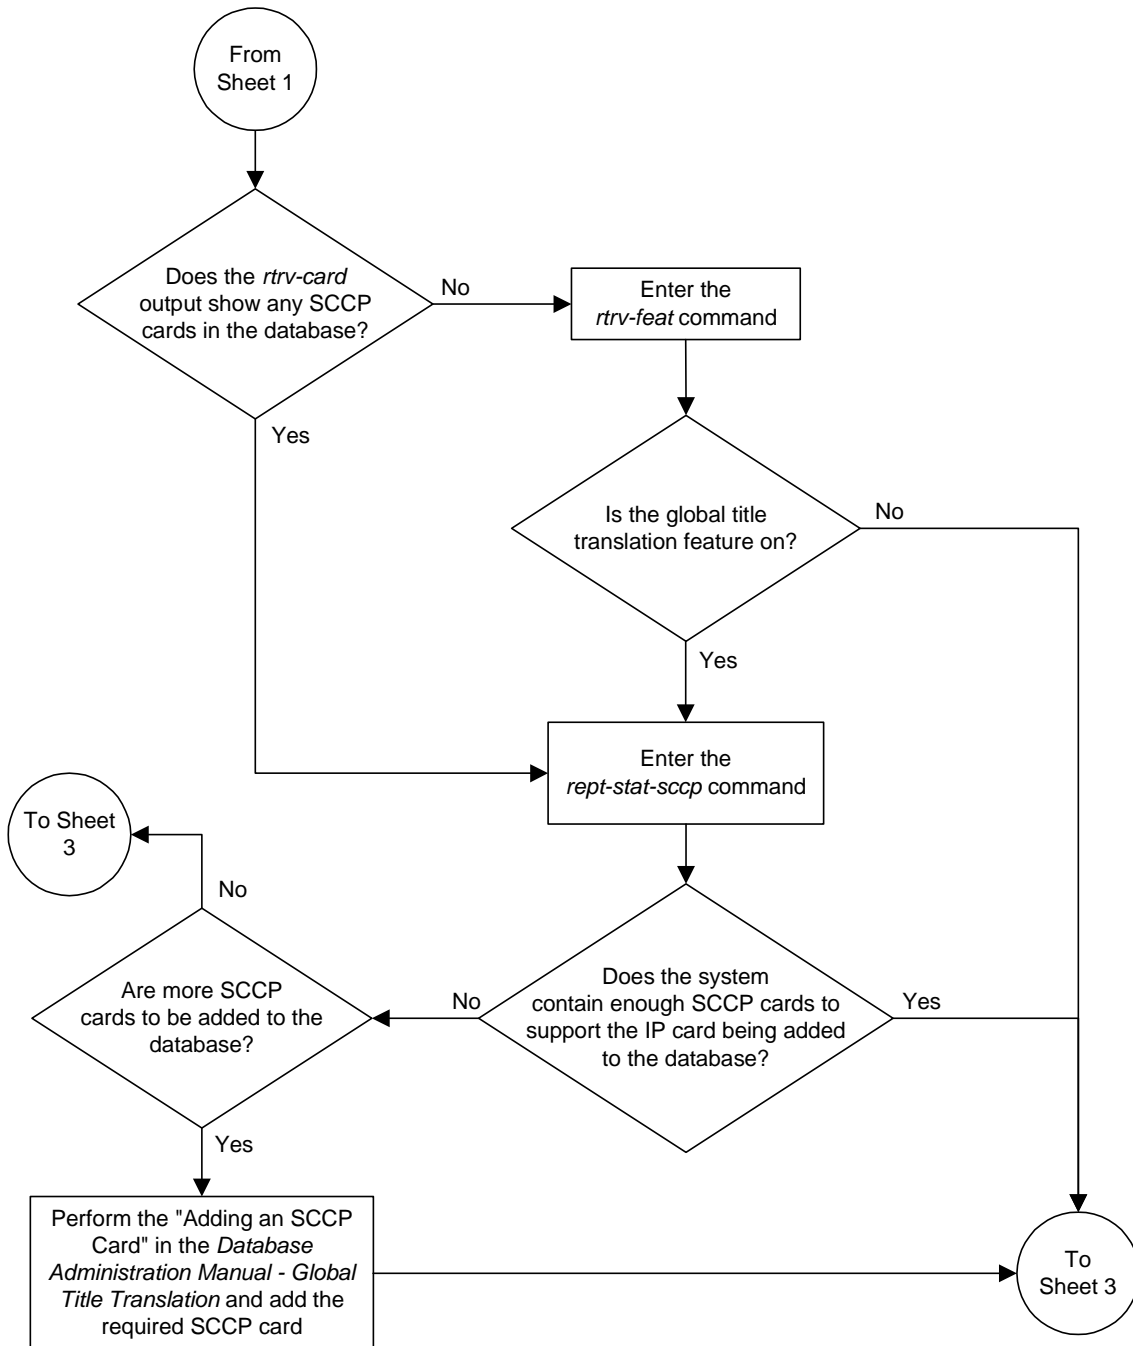 From
Sheet 1
Does the rtrv-card
output show any SCCP
cards in the database?
No
Enter the
rtrv-feat command
Yes
Is the global title
translation feature on?
No
Yes
Enter the
rept-stat-sccp command
To Sheet
3
No
Are more SCCP
cards to be added to the
database?
No
Does the system
contain enough SCCP cards to
support the IP card being added
to the database?
Yes
Yes
Perform the "Adding an SCCP
Card" in the Database
Administration Manual - Global
Title Translation and add the
required SCCP card
To
Sheet 3